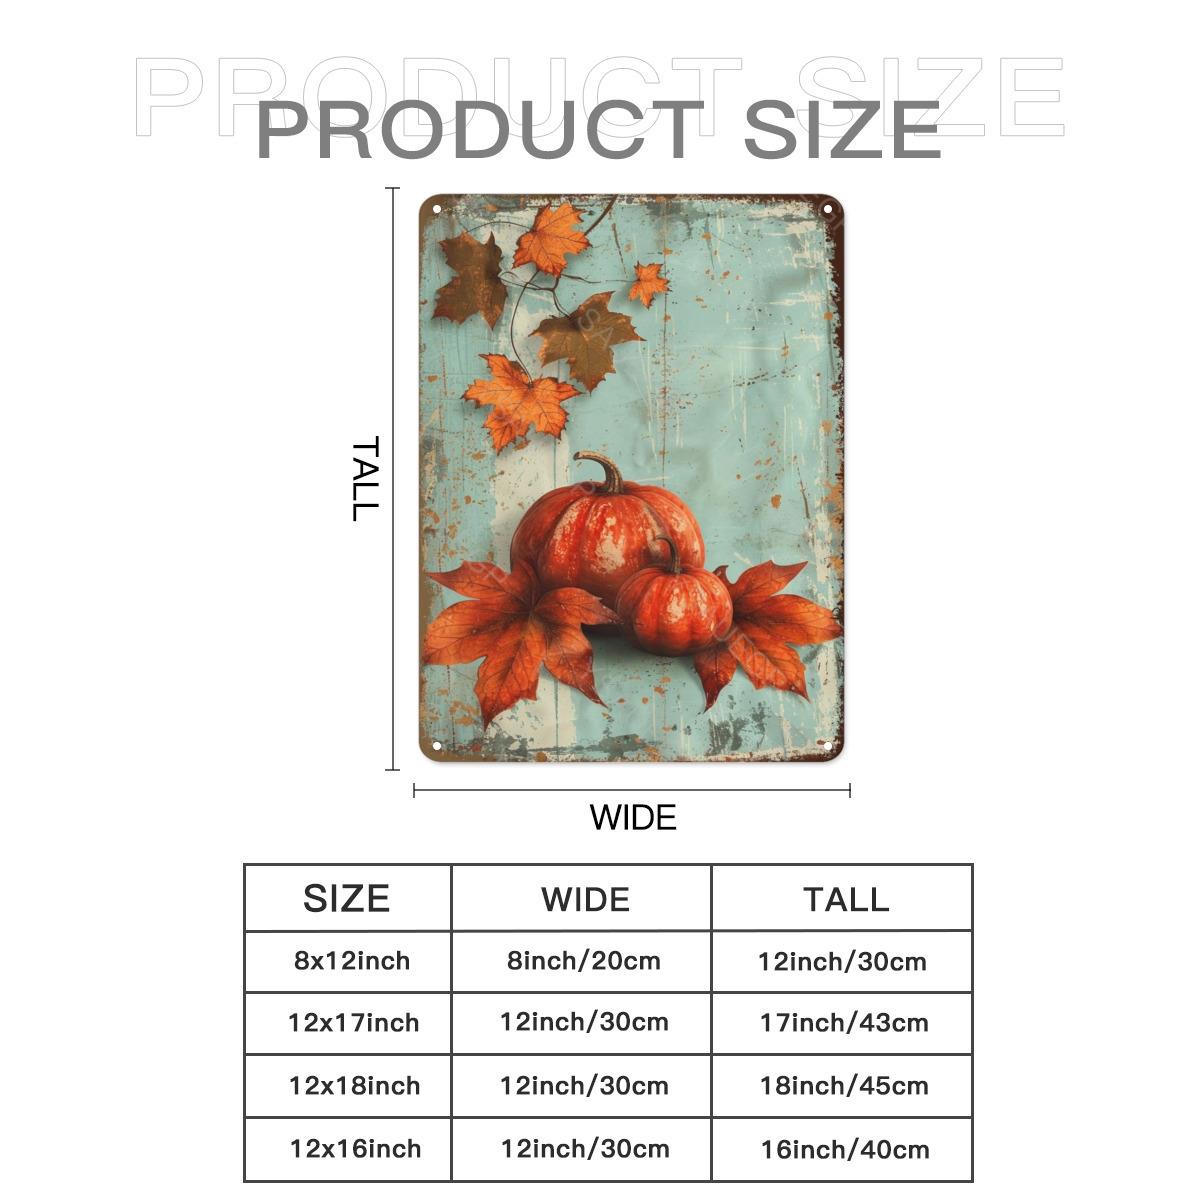 PRODUCT SIZE
PRODUCT SIZE
TALL
WIDE
SIZE WIDE TALL
8x12inch 8inch/20cm 12inch/30cm
12x17inch 12inch/30cm 17inch/43cm
12x18inch 12inch/30cm 18inch/45cm
12x16inch 12inch/30cm 16inch/40cm